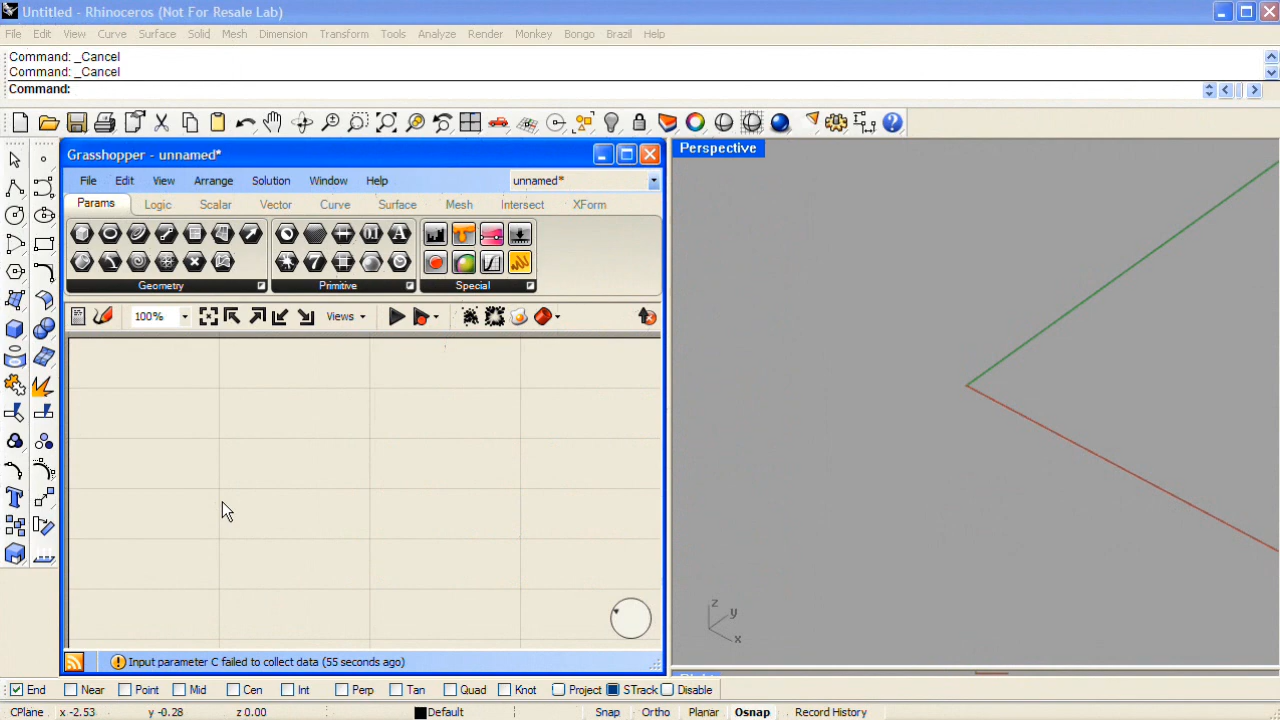 Untitled - Rhinoceros (Not For Resale Lab)
File Edit View Curve Surface Solid Mesh Dimension Transform Tools Analyze Render Monkey Bongo Brazil Help
Command: _Cancel
Command: _Cancel
Command:
Grasshopper - unnamed*
File Edit View Arrange Solution Window Help unnamed*
Params Logic Scalar Vector Curve Surface Mesh Intersect XForm
0.1 A
7
Geometry Primitive Special
100% Views
Perspective
z
y
x
Input parameter C failed to collect data (55 seconds ago)
End Near Point Mid Cen Int Perp Tan Quad Knot Project STrack Disable
CPlane x -2.53 y -0.28 z 0.00 Default Snap Ortho Planar Osnap Record History